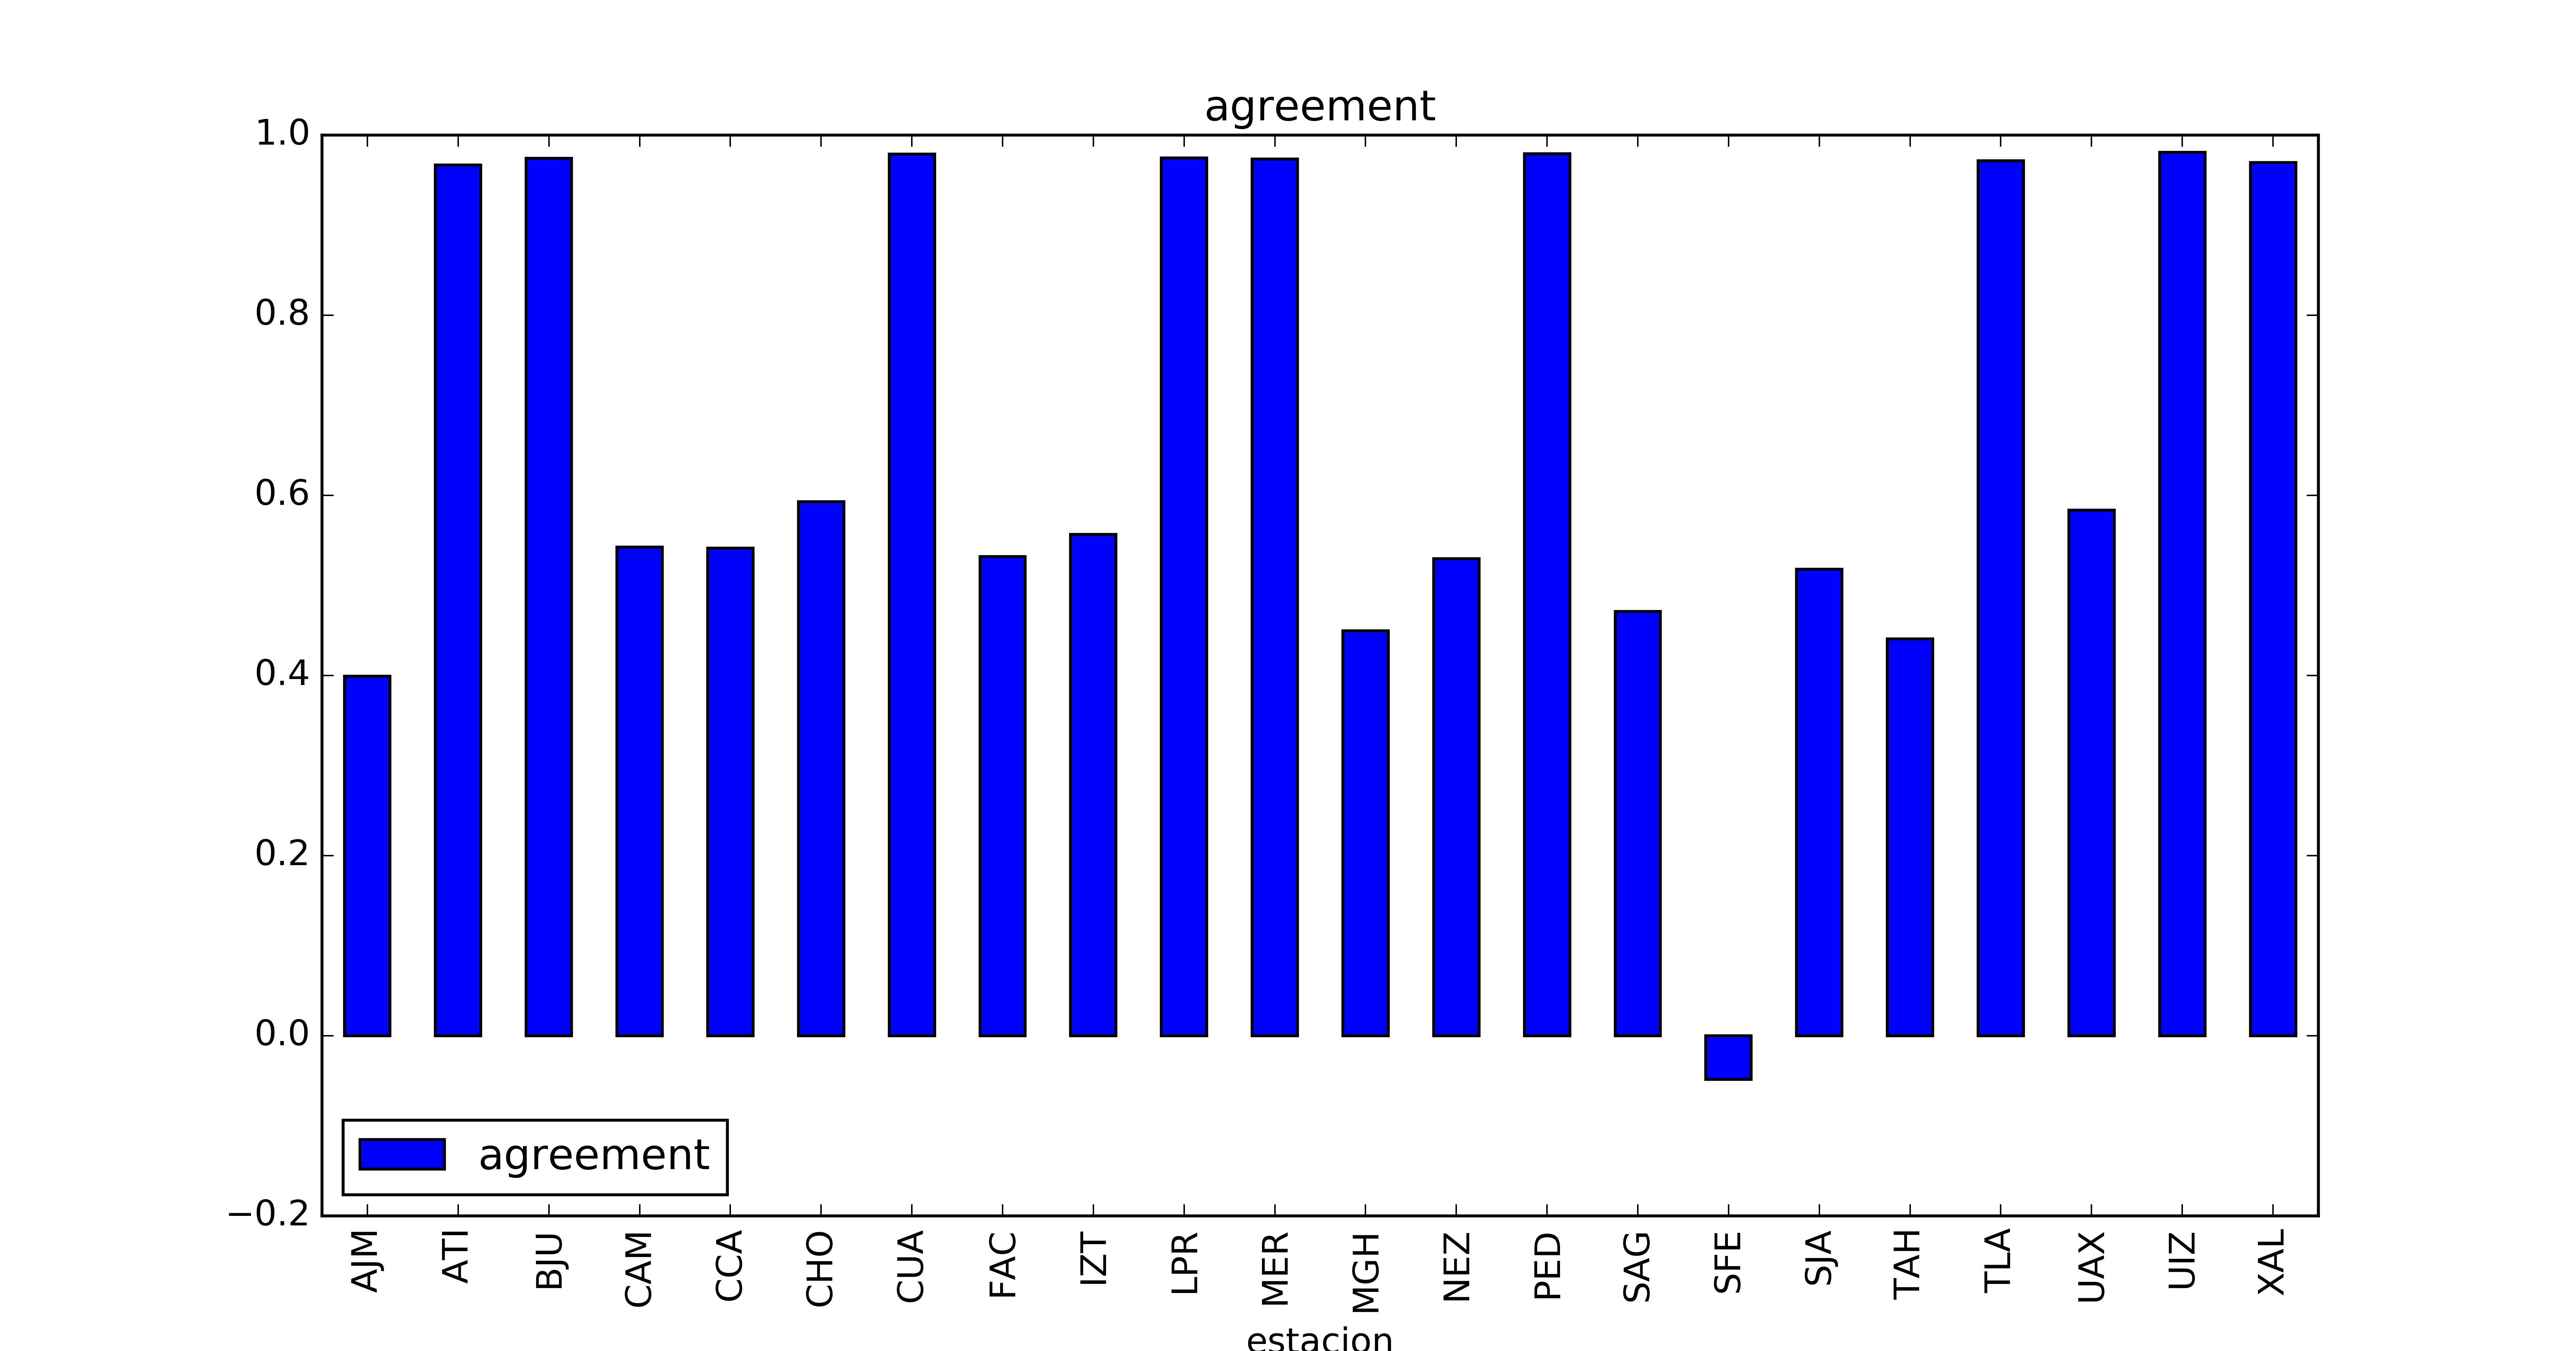 agreement
1.0
0.8
0.6
0.4
0.2
0.0
−0.2
agreement
AJM ATI BJU CAM CCA CHO CUA FAC IZT LPR MER MGH NEZ PED SAG SFE SJA TAH TLA UAX UIZ XAL
estacion